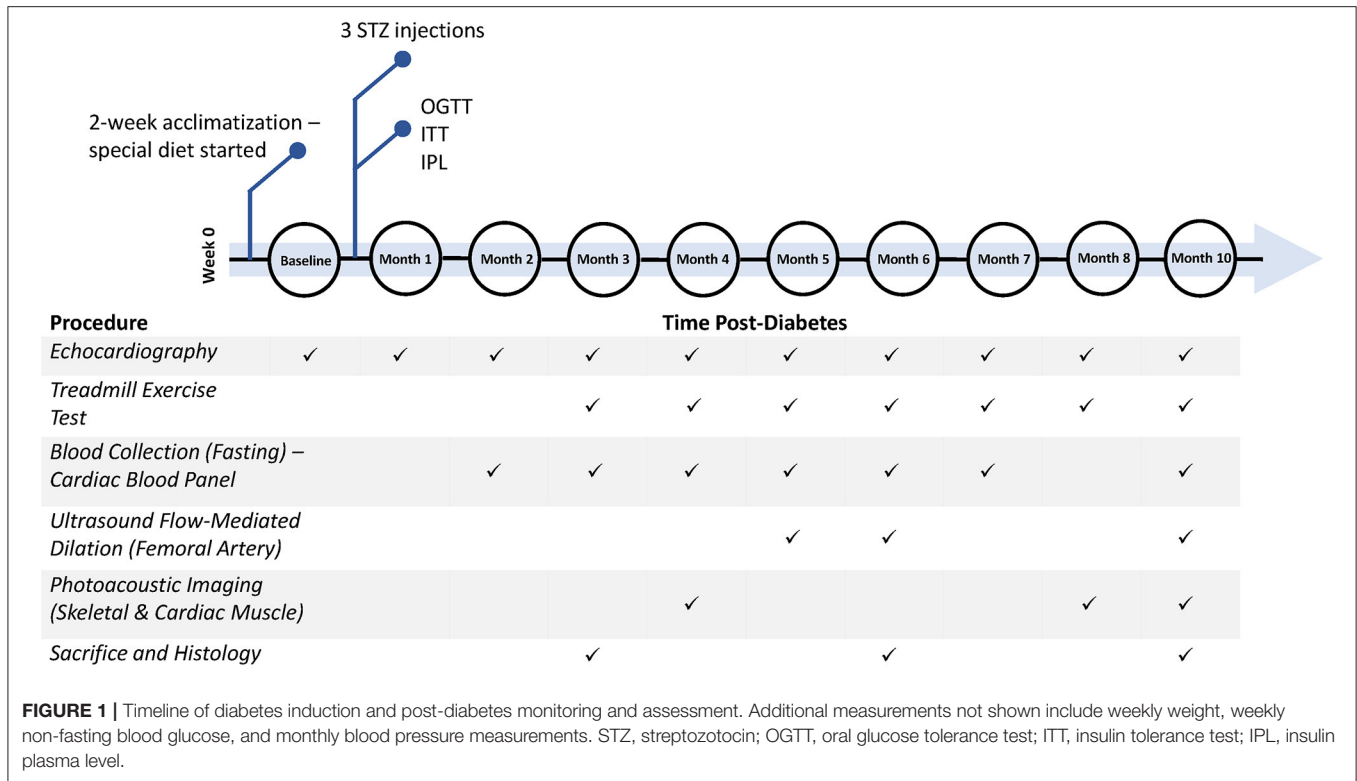 3 STZ injections
OGTT
ITT
IPL
2-week acclimatization –
special diet started
Week 0
Baseline
Month 1
Month 2
Month 3
Month 4
Month 5
Month 6
Month 7
Month 8
Month 10
Procedure
Time Post-Diabetes
Echocardiography ✓ ✓ ✓ ✓ ✓ ✓ ✓ ✓ ✓ ✓
Treadmill Exercise
Test ✓ ✓ ✓ ✓ ✓ ✓ ✓
Blood Collection (Fasting) –
Cardiac Blood Panel ✓ ✓ ✓ ✓ ✓ ✓ ✓
Ultrasound Flow-Mediated
Dilation (Femoral Artery) ✓ ✓ ✓
Photoacoustic Imaging
(Skeletal & Cardiac Muscle) ✓ ✓ ✓
Sacrifice and Histology ✓ ✓ ✓
FIGURE 1 | Timeline of diabetes induction and post-diabetes monitoring and assessment. Additional measurements not shown include weekly weight, weekly
non-fasting blood glucose, and monthly blood pressure measurements. STZ, streptozotocin; OGTT, oral glucose tolerance test; ITT, insulin tolerance test; IPL, insulin
plasma level.